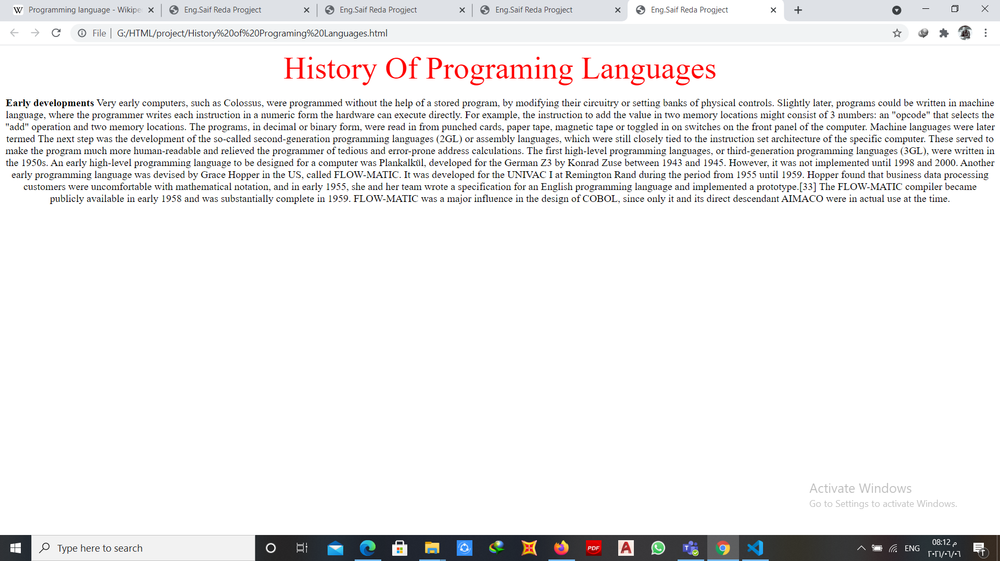 Programming language - Wikipe
Eng.Saif Reda Progject
Eng.Saif Reda Progject
Eng.Saif Reda Progject
Eng.Saif Reda Progject
File
G:/HTML/project/History%20of%20Programing%20Languages.html
History Of Programing Languages
Early developments Very early computers, such as Colossus, were programmed without the help of a stored program, by modifying their circuitry or setting banks of physical controls. Slightly later, programs could be written in machine
language, where the programmer writes each instruction in a numeric form the hardware can execute directly. For example, the instruction to add the value in two memory locations might consist of 3 numbers: an "opcode" that selects the
"add" operation and two memory locations. The programs, in decimal or binary form, were read in from punched cards, paper tape, magnetic tape or toggled in on switches on the front panel of the computer. Machine languages were later
termed The next step was the development of the so-called second-generation programming languages (2GL) or assembly languages, which were still closely tied to the instruction set architecture of the specific computer. These served to
make the program much more human-readable and relieved the programmer of tedious and error-prone address calculations. The first high-level programming languages, or third-generation programming languages (3GL), were written in
the 1950s. An early high-level programming language to be designed for a computer was Plankalkül, developed for the German Z3 by Konrad Zuse between 1943 and 1945. However, it was not implemented until 1998 and 2000. Another
early programming language was devised by Grace Hopper in the US, called FLOW-MATIC. It was developed for the UNIVAC I at Remington Rand during the period from 1955 until 1959. Hopper found that business data processing
customers were uncomfortable with mathematical notation, and in early 1955, she and her team wrote a specification for an English programming language and implemented a prototype.[33] The FLOW-MATIC compiler became
publicly available in early 1958 and was substantially complete in 1959. FLOW-MATIC was a major influence in the design of COBOL, since only it and its direct descendant AIMACO were in actual use at the time.
Activate Windows
Go to Settings to activate Windows.
Type here to search
PDF
ENG
08:12 م
٢٠٢١/٠٦/٠٦
٣